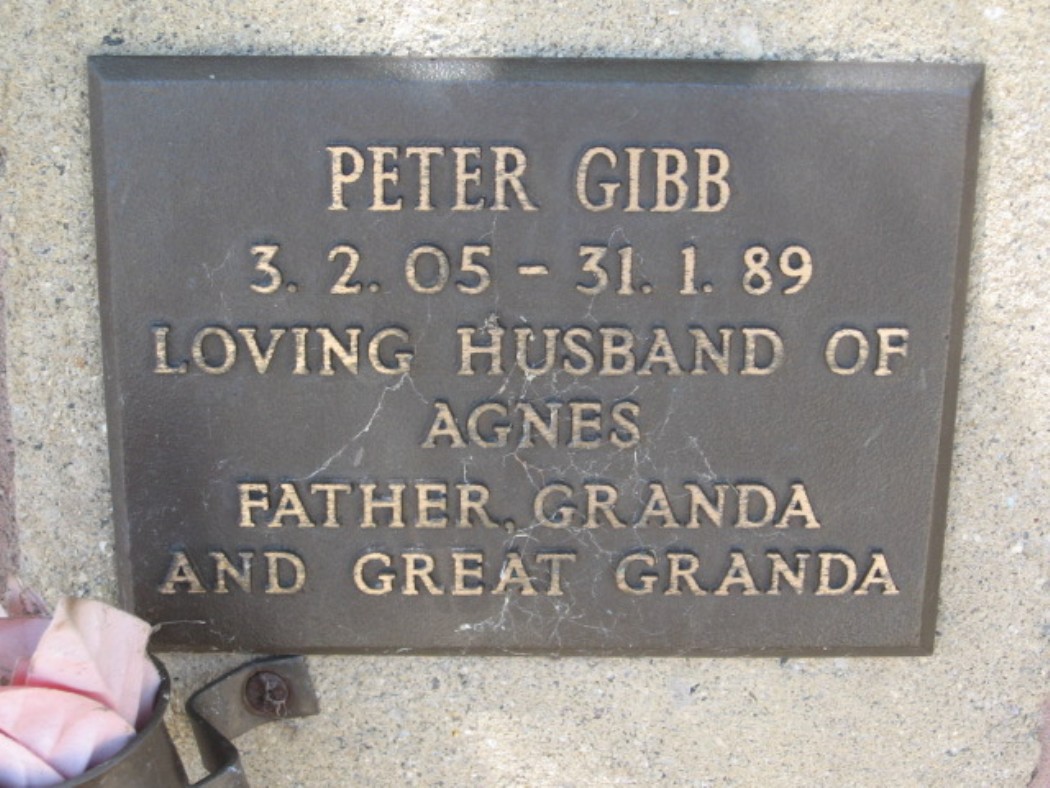 PETER GIBB
3. 2. 05 - 31. 1. 89
LOVING HUSBAND OF
AGNES
FATHER, GRANDA
AND GREAT GRANDA